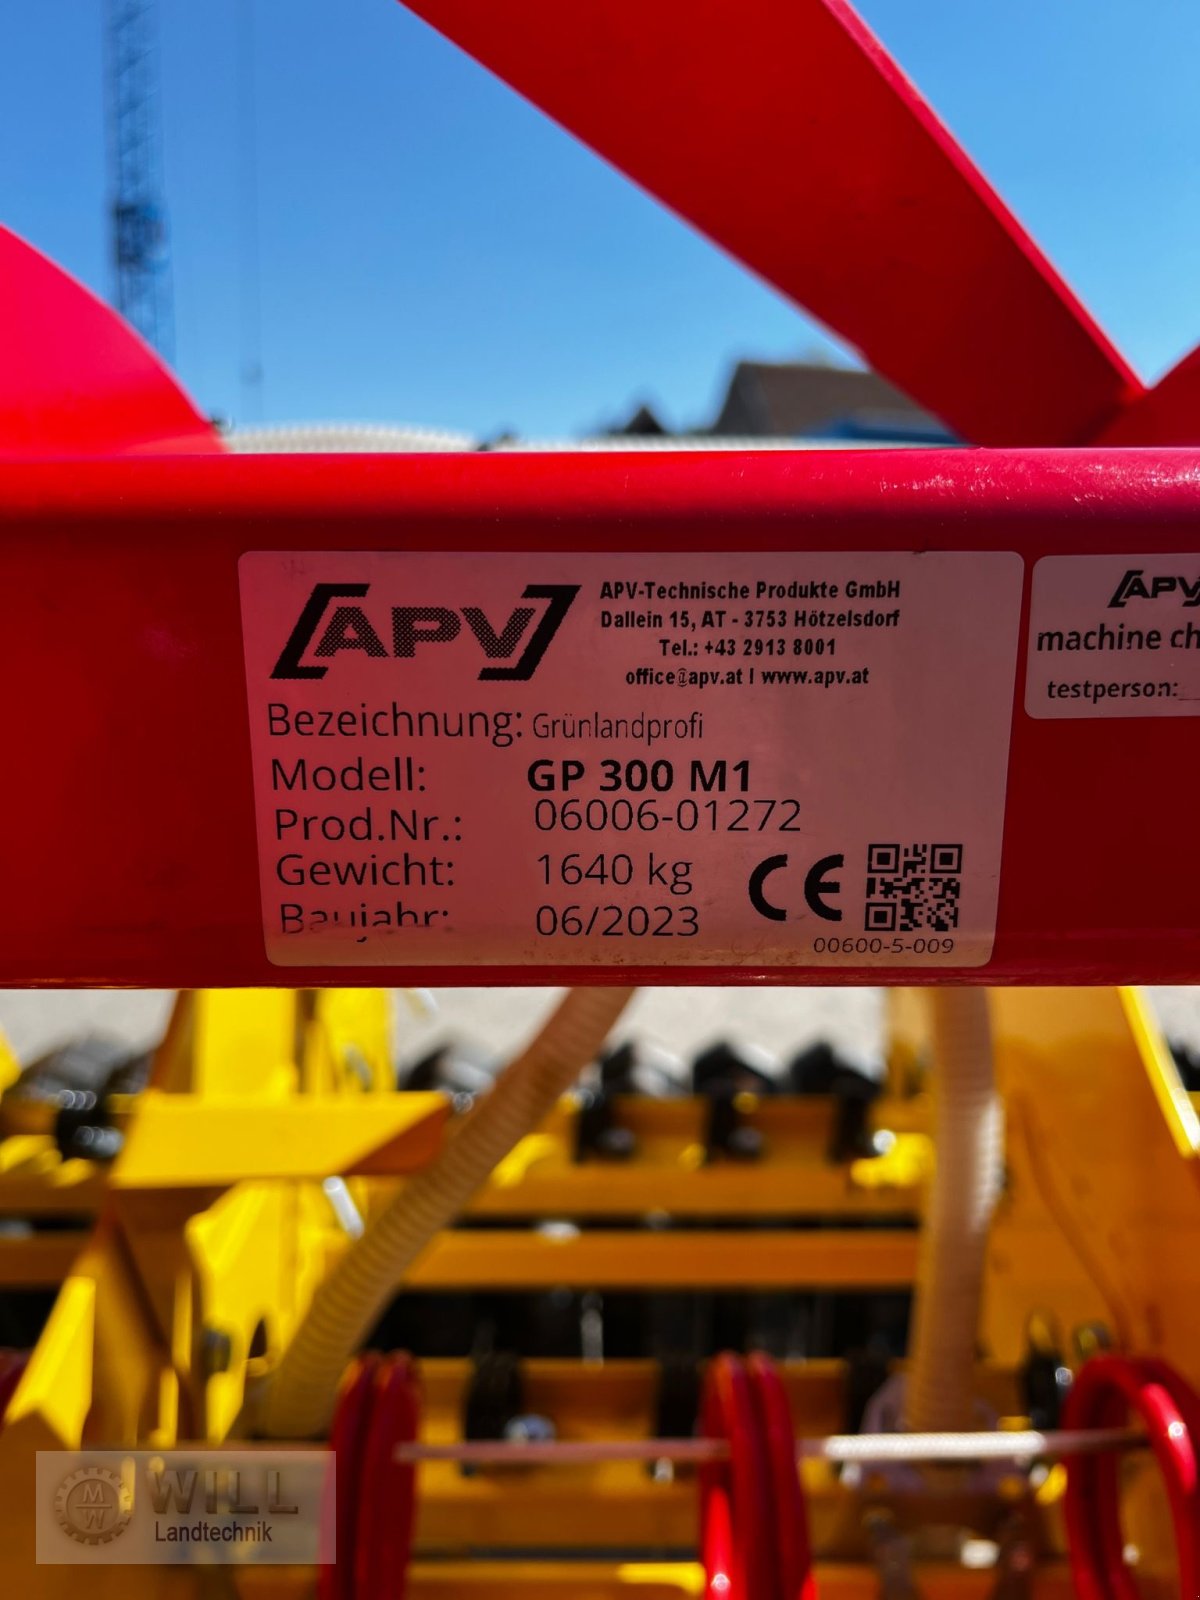 [APV]
APV-Technische Produkte GmbH
Dallein 15, AT - 3753 Hötzelsdorf
Tel.: +43 2913 8001
office@apv.at | www.apv.at
Bezeichnung: Grünlandprofi
Modell: GP 300 M1
Prod.Nr.: 06006-01272
Gewicht: 1640 kg
Baujahr: 06/2023
CE
00600-5-009
[APV
machine ch
testperson:
MW
WILL
Landtechnik